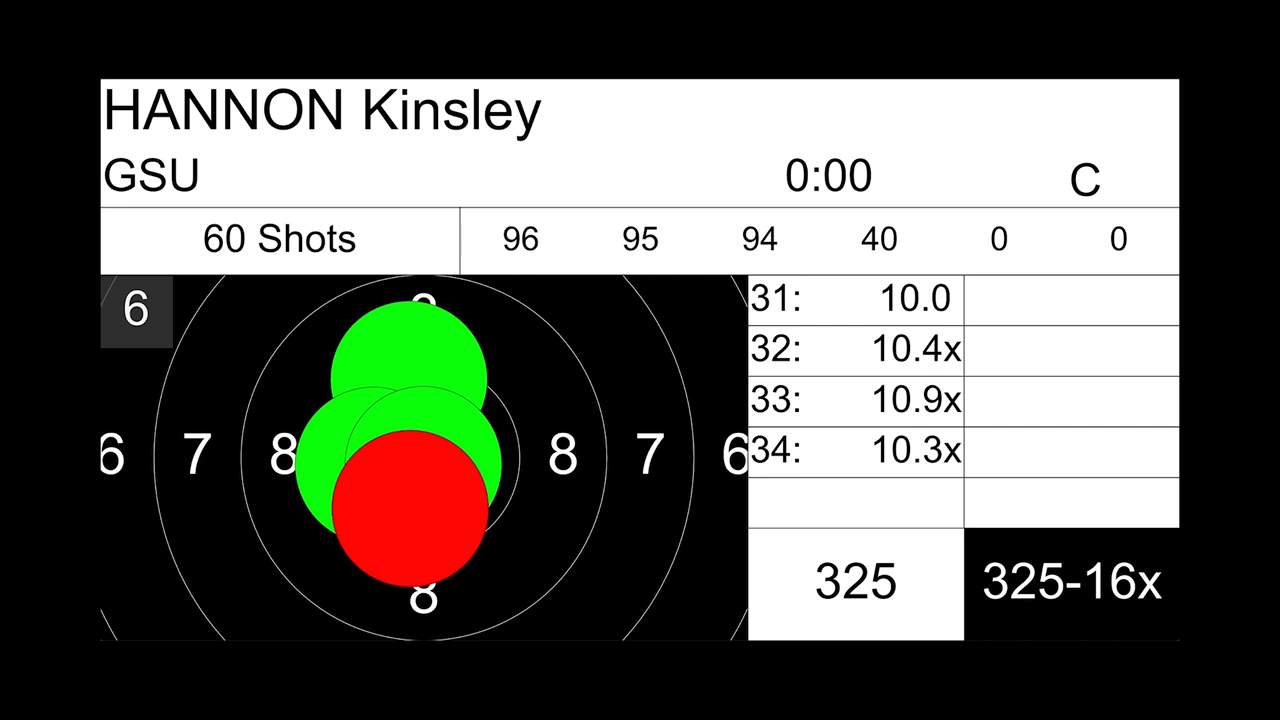 HANNON Kinsley
GSU 0:00 C
60 Shots 96 95 94 40 0 0
6
31: 10.0
32: 10.4x
33: 10.9x
34: 10.3x
6 7 8 8 7 6
8
325 325-16x